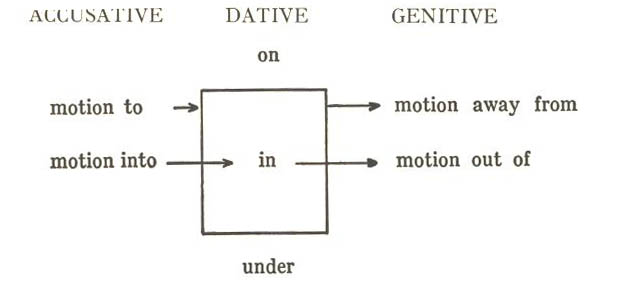 ACCUSATIVE DATIVE GENITIVE
on
motion to motion away from
motion into in motion out of
under